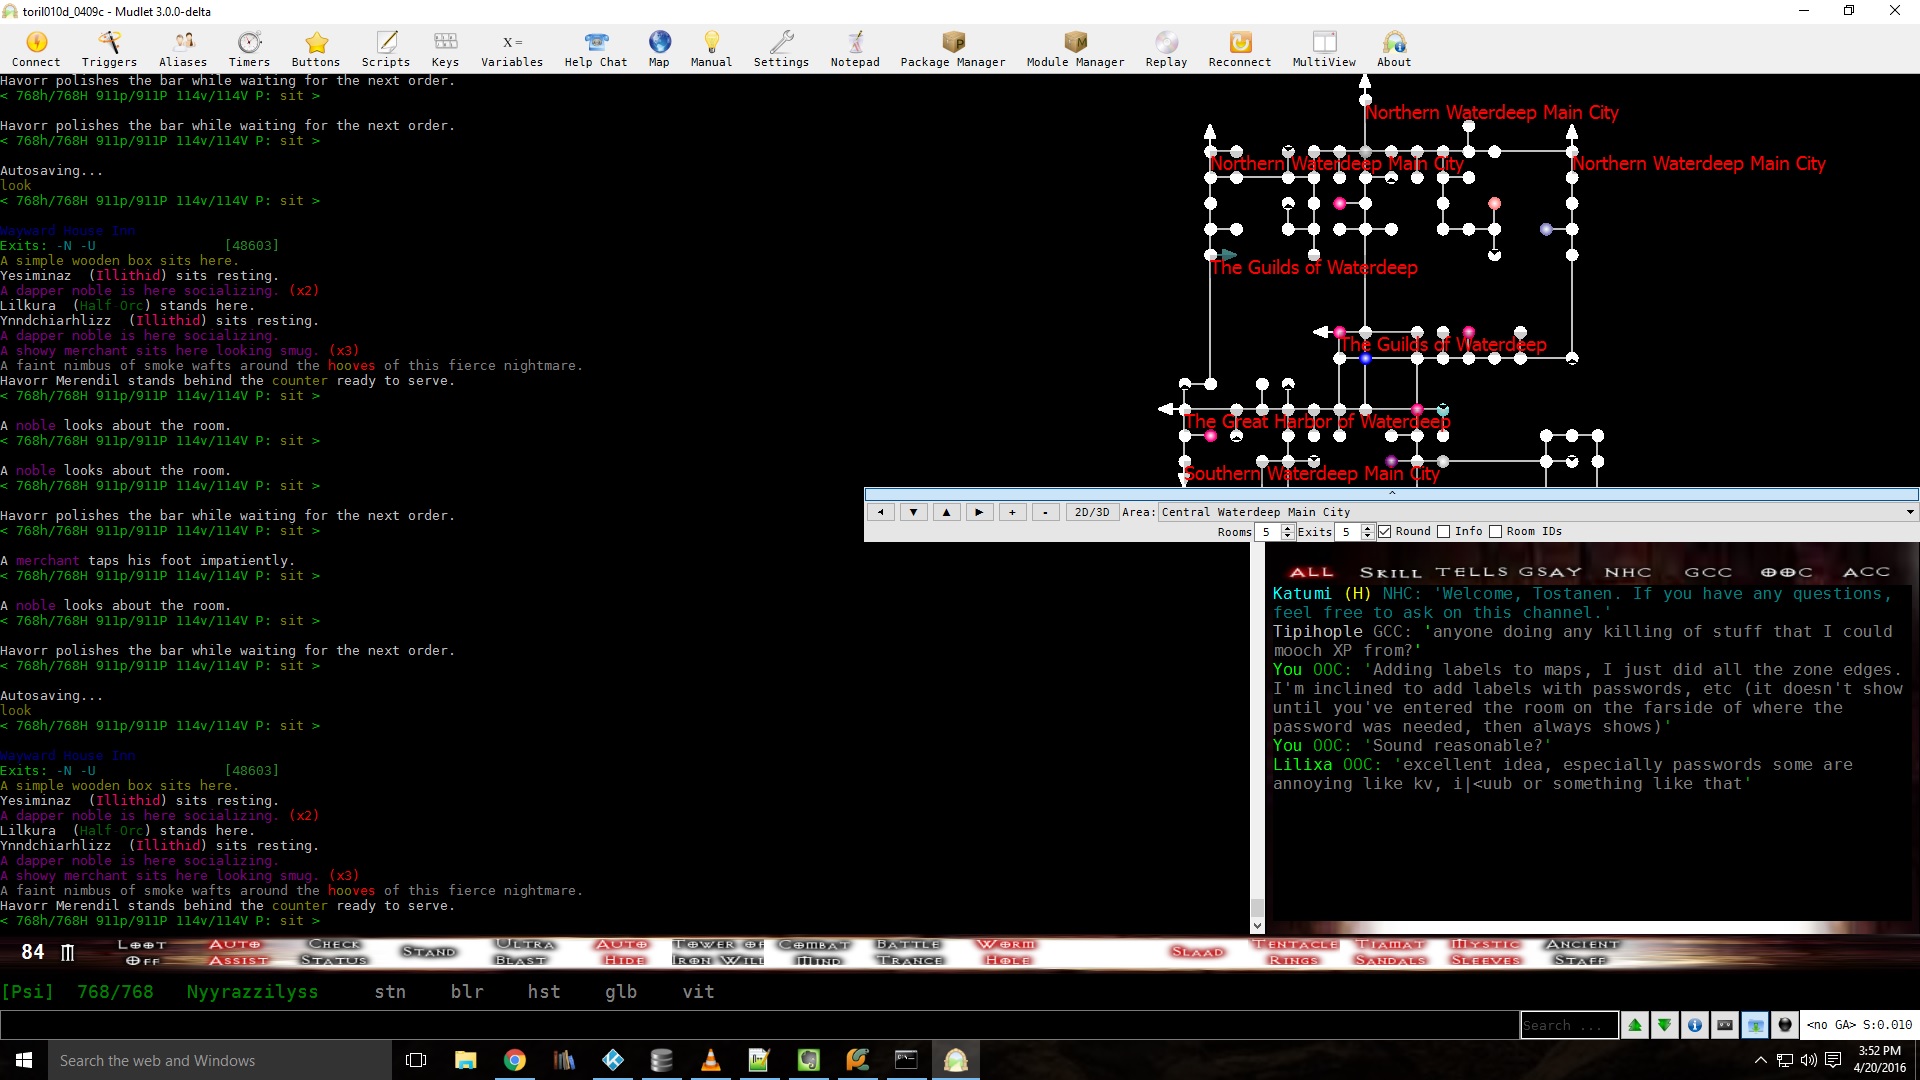 toril010d_0409c - Mudlet 3.0.0-delta
Connect Triggers Aliases Timers Buttons Scripts Keys Variables Help Chat Map Manual Settings Notepad Package Manager Module Manager Replay Reconnect MultiView About
X =
Havorr polishes the bar while waiting for the next order.
< 768h/768H 911p/911P 114v/114V P: sit >
Havorr polishes the bar while waiting for the next order.
< 768h/768H 911p/911P 114v/114V P: sit >
Autosaving...
look
< 768h/768H 911p/911P 114v/114V P: sit >
Wayward House Inn
Exits: -N -U [48603]
A simple wooden box sits here.
Yesiminaz (Illithid) sits resting.
A dapper noble is here socializing. (x2)
Lilkura (Half-Orc) stands here.
Ynndchiarhlizz (Illithid) sits resting.
A dapper noble is here socializing.
A showy merchant sits here looking smug. (x3)
A faint nimbus of smoke wafts around the hooves of this fierce nightmare.
Havorr Merendil stands behind the counter ready to serve.
< 768h/768H 911p/911P 114v/114V P: sit >
A noble looks about the room.
< 768h/768H 911p/911P 114v/114V P: sit >
A noble looks about the room.
< 768h/768H 911p/911P 114v/114V P: sit >
Havorr polishes the bar while waiting for the next order.
< 768h/768H 911p/911P 114v/114V P: sit >
A merchant taps his foot impatiently.
< 768h/768H 911p/911P 114v/114V P: sit >
A noble looks about the room.
< 768h/768H 911p/911P 114v/114V P: sit >
Havorr polishes the bar while waiting for the next order.
< 768h/768H 911p/911P 114v/114V P: sit >
Autosaving...
look
< 768h/768H 911p/911P 114v/114V P: sit >
Wayward House Inn
Exits: -N -U [48603]
A simple wooden box sits here.
Yesiminaz (Illithid) sits resting.
A dapper noble is here socializing. (x2)
Lilkura (Half-Orc) stands here.
Ynndchiarhlizz (Illithid) sits resting.
A dapper noble is here socializing.
A showy merchant sits here looking smug. (x3)
A faint nimbus of smoke wafts around the hooves of this fierce nightmare.
Havorr Merendil stands behind the counter ready to serve.
< 768h/768H 911p/911P 114v/114V P: sit >
Northern Waterdeep Main City
Northern Waterdeep Main City
Northern Waterdeep Main City
The Guilds of Waterdeep
The Guilds of Waterdeep
The Great Harbor of Waterdeep
Southern Waterdeep Main City
+ - 2D/3D Area: Central Waterdeep Main City
Rooms 5 Exits 5 Round Info Room IDs
ALL SKILL TELLS GSAY NHC GCC OOC ACC
Katumi (H) NHC: 'Welcome, Tostanen. If you have any questions,
feel free to ask on this channel.'
Tipihople GCC: 'anyone doing any killing of stuff that I could
mooch XP from?'
You OOC: 'Adding labels to maps, I just did all the zone edges.
I'm inclined to add labels with passwords, etc (it doesn't show
until you've entered the room on the farside of where the
password was needed, then always shows)'
You OOC: 'Sound reasonable?'
Lilixa OOC: 'excellent idea, especially passwords some are
annoying like kv, i|<uub or something like that'
84
LOOT OFF
AUTO ASSIST
CHECK STATUS
STAND
ULTRA BLAST
AUTO HIDE
TOWER OF IRON WILL
COMBAT MIND
BATTLE TRANCE
WORM HOLE
SLAAD
TENTACLE RINGS
TIAMAT SANDALS
MYSTIC SLEEVES
ANCIENT STAFF
[Psi] 768/768 Nyyrazzilyss stn blr hst glb vit
Search ...
<no GA> S:0.010
Search the web and Windows
3:52 PM
4/20/2016